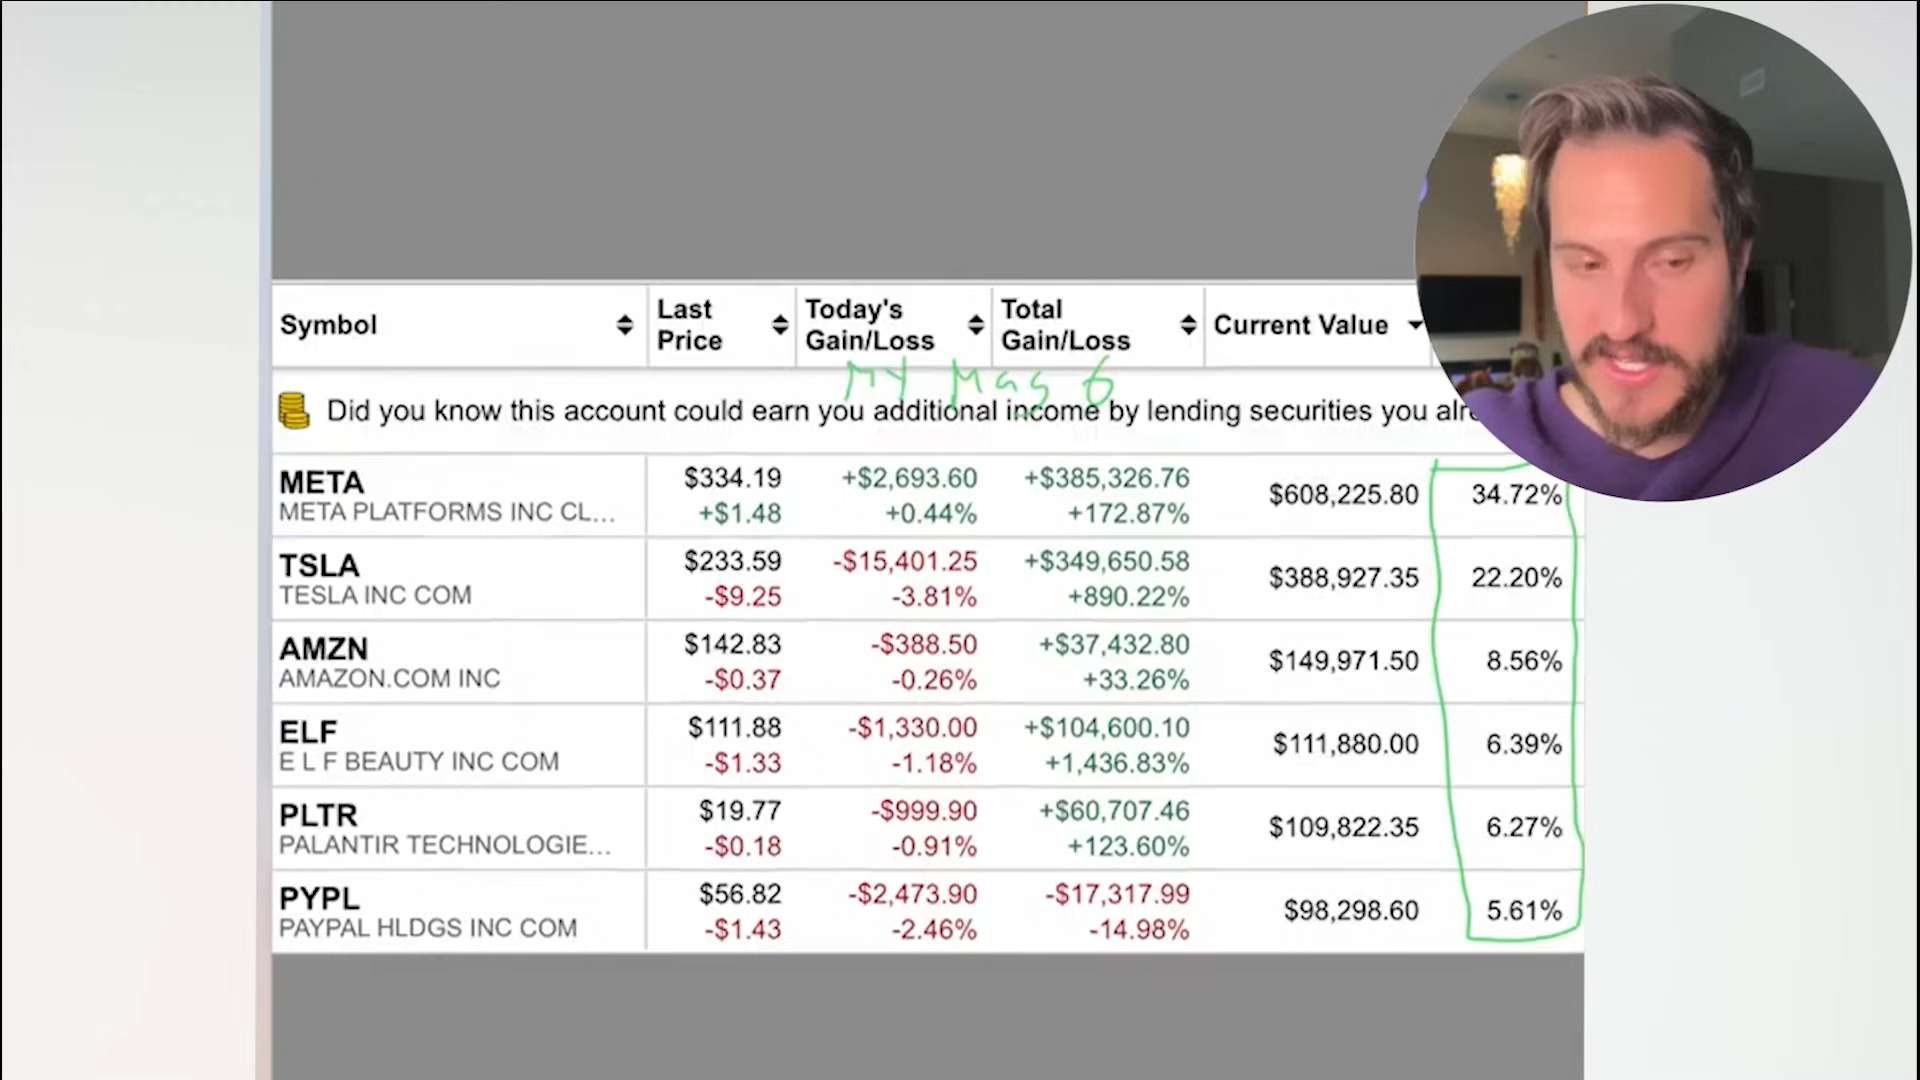 Symbol
Last Price
Today's Gain/Loss
Total Gain/Loss
Current Value
My Mag 6
Did you know this account could earn you additional income by lending securities you
META $334.19 +$2,693.60 +$385,326.76 $608,225.80 34.72%
META PLATFORMS INC CL... +$1.48 +0.44% +172.87%
TSLA $233.59 -$15,401.25 +$349,650.58 $388,927.35 22.20%
TESLA INC COM -$9.25 -3.81% +890.22%
AMZN $142.83 -$388.50 +$37,432.80 $149,971.50 8.56%
AMAZON.COM INC -$0.37 -0.26% +33.26%
ELF $111.88 -$1,330.00 +$104,600.10 $111,880.00 6.39%
E L F BEAUTY INC COM -$1.33 -1.18% +1,436.83%
PLTR $19.77 -$999.90 +$60,707.46 $109,822.35 6.27%
PALANTIR TECHNOLOGIE... -$0.18 -0.91% +123.60%
PYPL $56.82 -$2,473.90 -$17,317.99 $98,298.60 5.61%
PAYPAL HLDGS INC COM -$1.43 -2.46% -14.98%